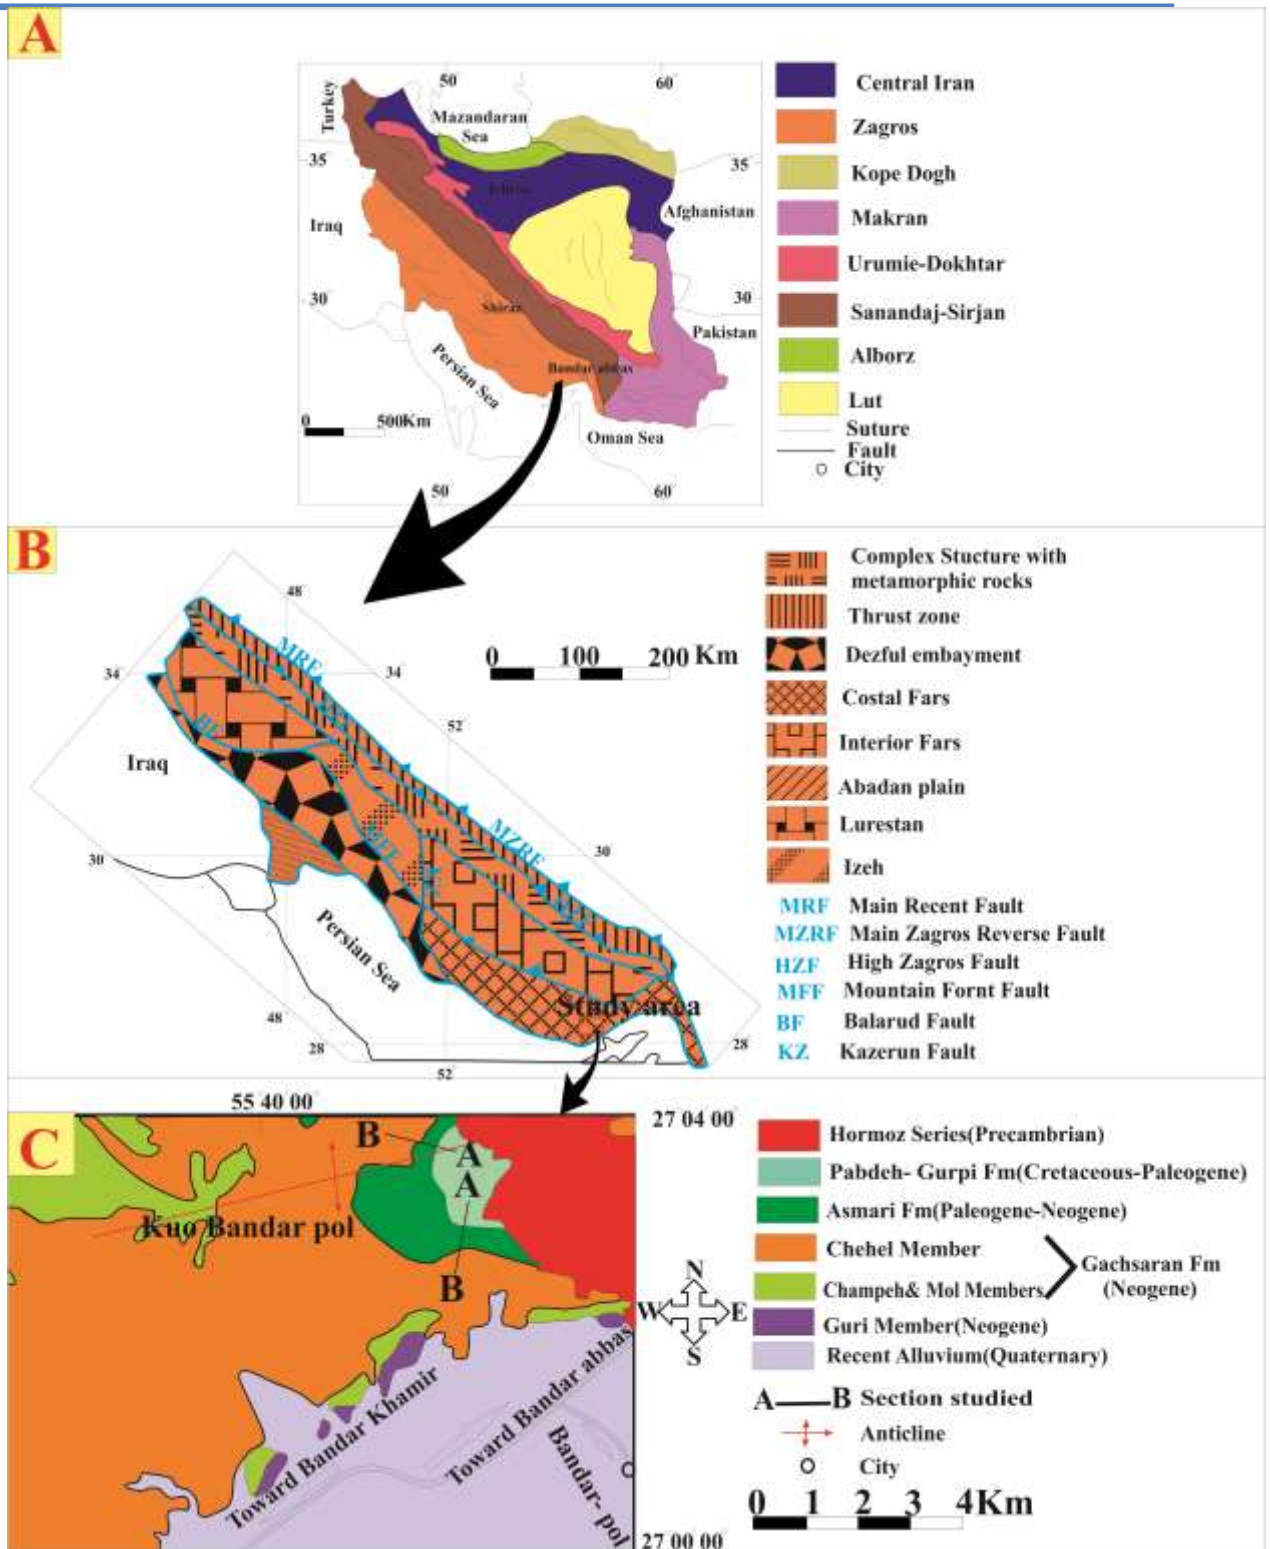 A
50
60
Turkey
Mazandaran
Sea
35
35
Afghanistan
Iraq
30
30
Shiraz
Pakistan
Persian Sea
Bandar abbas
0
500Km
Oman Sea
50
60
Central Iran
Zagros
Kope Dogh
Makran
Urumie-Dokhtar
Sanandaj-Sirjan
Alborz
Lut
Suture
Fault
City
B
48
MRF
34
34
0 100 200 Km
52
BF
Iraq
MZRF
30
30
Persian Sea
Study area
48
28
28
52
Complex Stucture with
metamorphic rocks
Thrust zone
Dezful embayment
Costal Fars
Interior Fars
Abadan plain
Lurestan
Izeh
MRF Main Recent Fault
MZRF Main Zagros Reverse Fault
HZF High Zagros Fault
MFF Mountain Fornt Fault
BF Balarud Fault
KZ Kazerun Fault
C
55 40 00
27 04 00
B
A
A
Kuo Bandar pol
B
N
W E
S
Toward Bandar Khamir
Toward Bandar abbas
Bandar- pol
27 00 00
Hormoz Series(Precambrian)
Pabdeh- Gurpi Fm(Cretaceous-Paleogene)
Asmari Fm(Paleogene-Neogene)
Chehel Member
Champeh& Mol Members
Gachsaran Fm
(Neogene)
Guri Member(Neogene)
Recent Alluvium(Quaternary)
A B Section studied
Anticline
City
0 1 2 3 4Km